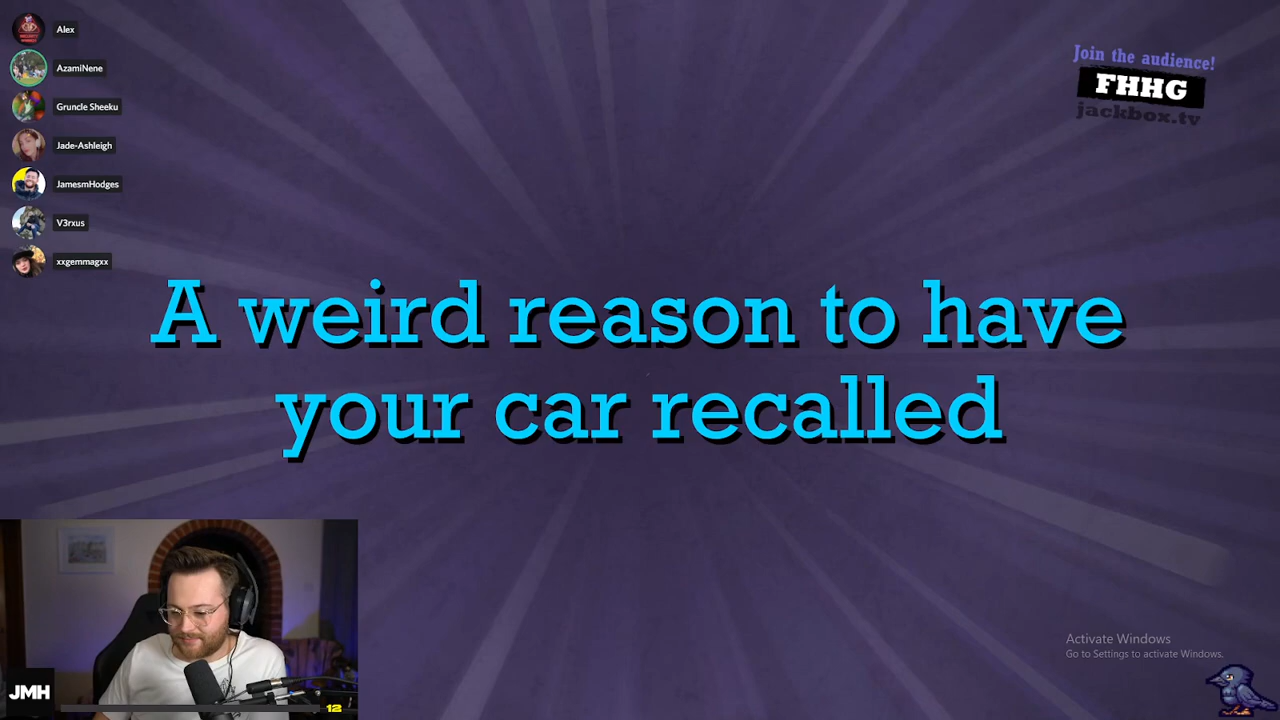 Alex
AzamiNene
Gruncle Sheeku
Jade-Ashleigh
JamesmHodges
V3rxus
xxgemmagxx
Join the audience!
FHHG
jackbox.tv
A weird reason to have
your car recalled
Activate Windows
Go to Settings to activate Windows.
JMH
12